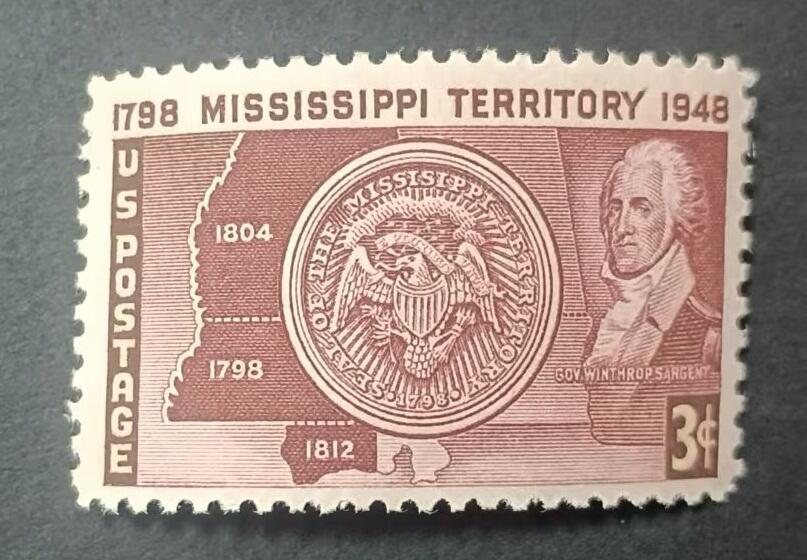 1798 MISSISSIPPI TERRITORY 1948
US POSTAGE
1804
1798
1812
SEAL OF THE MISSISSIPPI TERRITORY
1798
GOV. WINTHROP SARGENT
3¢